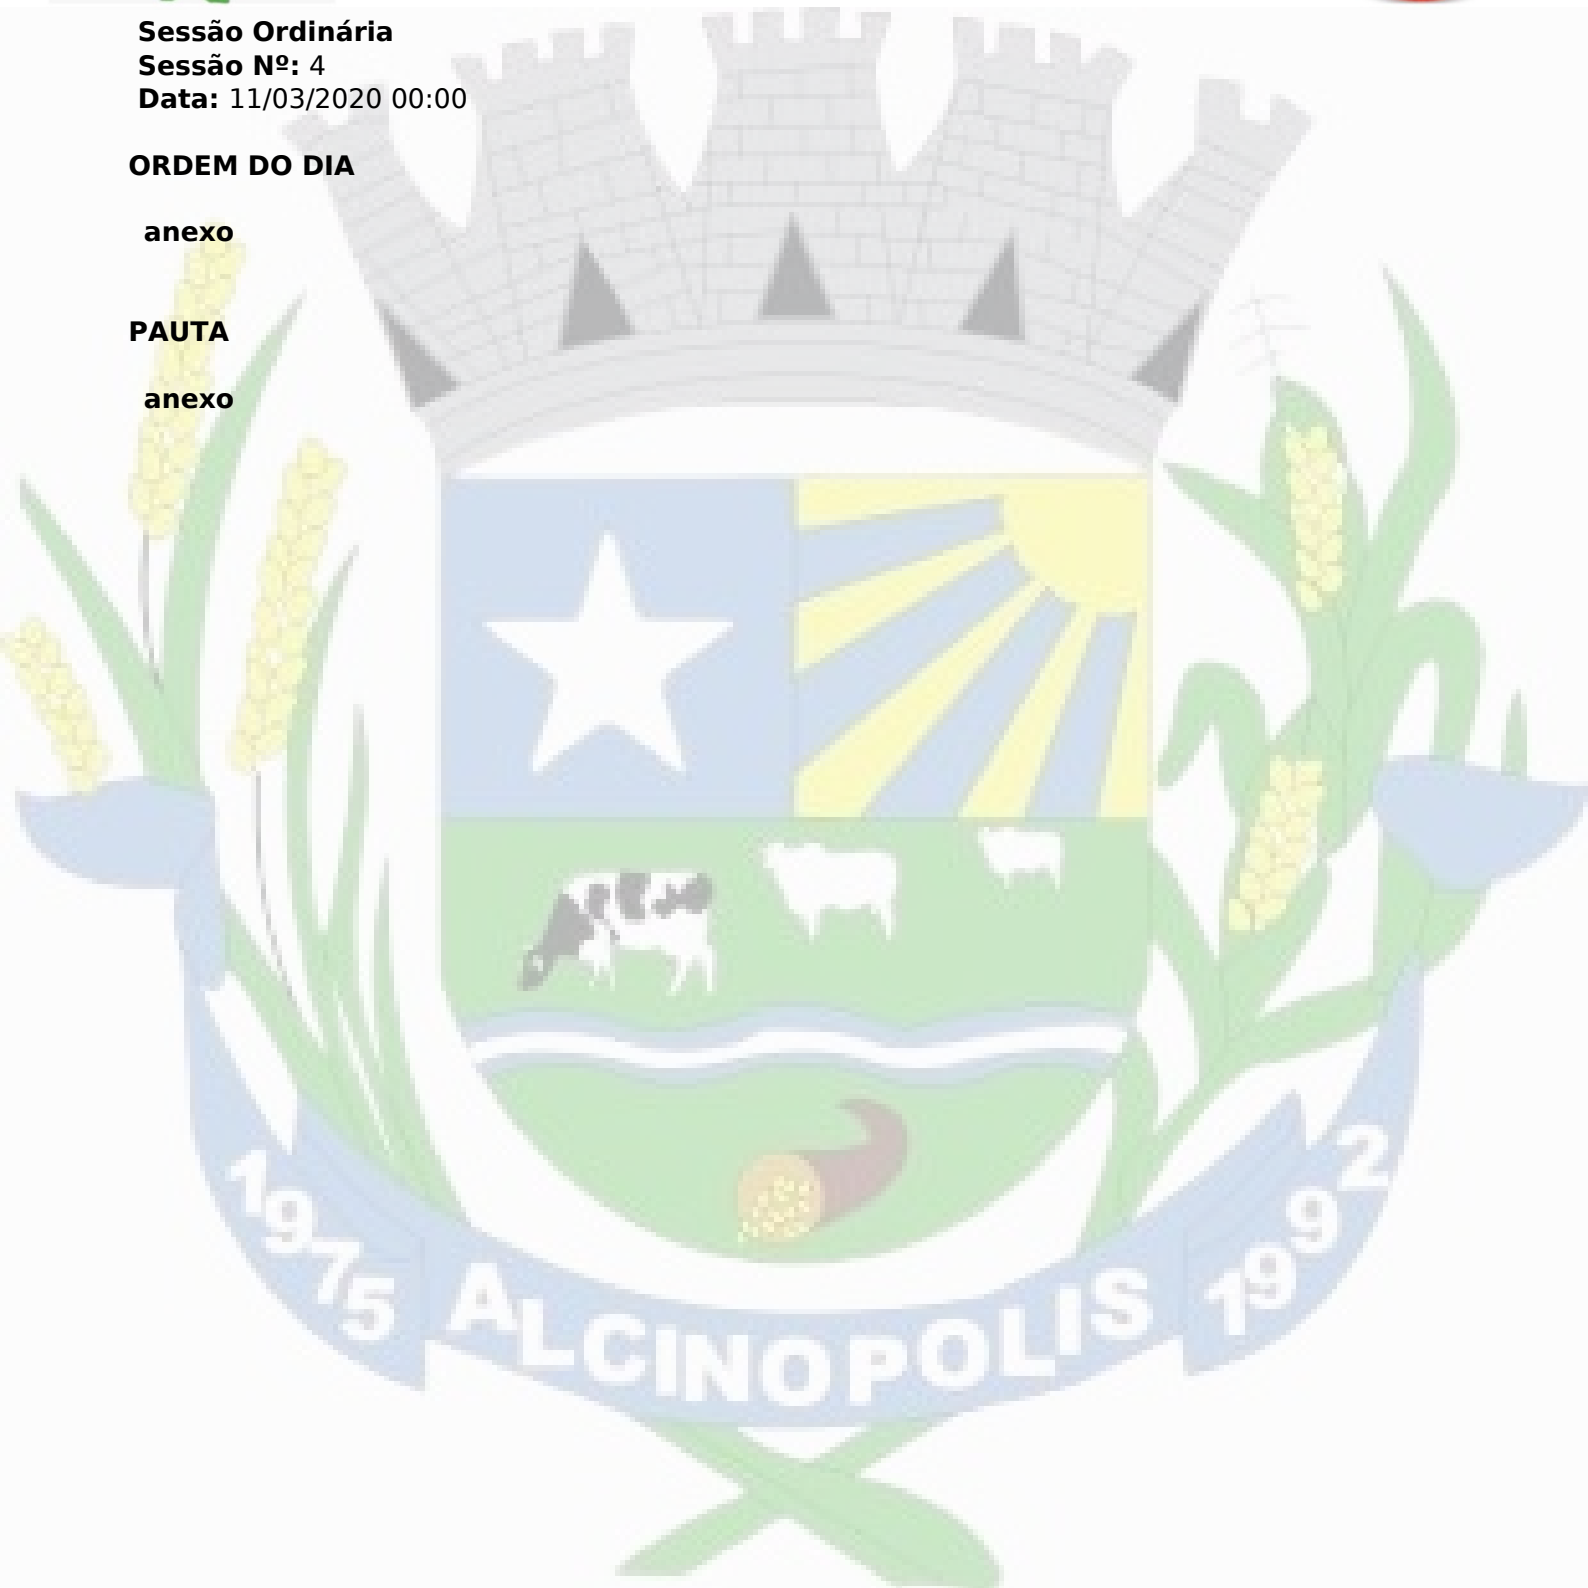 Sessão Ordinária
Sessão Nº: 4
Data: 11/03/2020 00:00
ORDEM DO DIA
anexo
PAUTA
anexo
1975 ALCINOPOLIS 1992